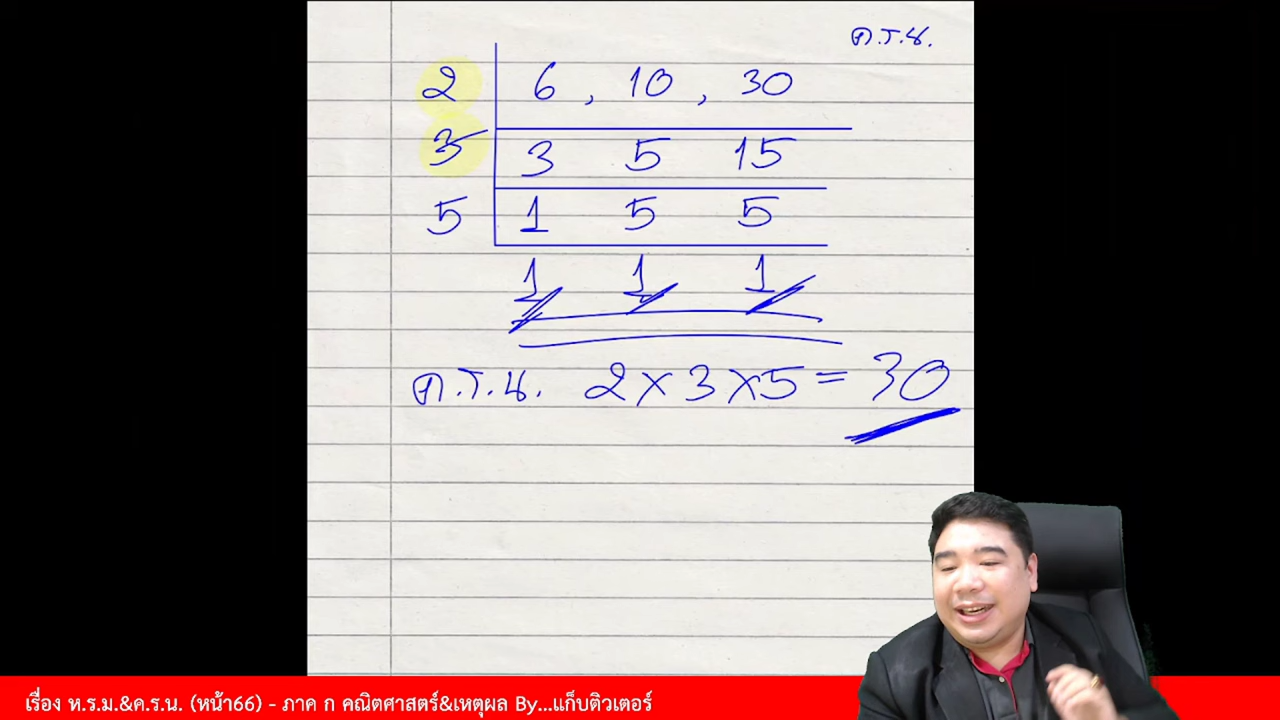 ค.ร.น.
2 6 , 10 , 30
3 3 5 15
5 1 5 5
1 1 1
ค.ร.น. 2 × 3 × 5 = 30
เรื่อง ห.ร.ม.&ค.ร.น. (หน้า66) - ภาค ก คณิตศาสตร์&เหตุผล By...แก็บติวเตอร์